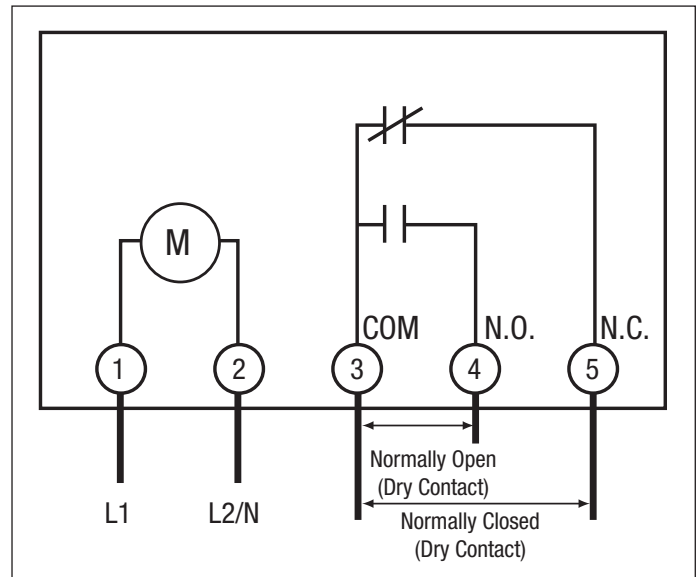 M
COM
N.O.
N.C.
1
2
3
4
5
L1
L2/N
Normally Open
(Dry Contact)
Normally Closed
(Dry Contact)